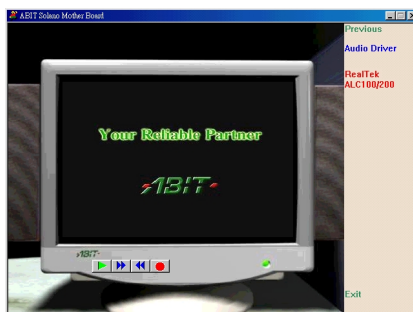 ABIT Solano Mother Board
Previous
Audio Driver
RealTek
ALC100/200
Your Reliable Partner
ABIT
ABIT
Exit